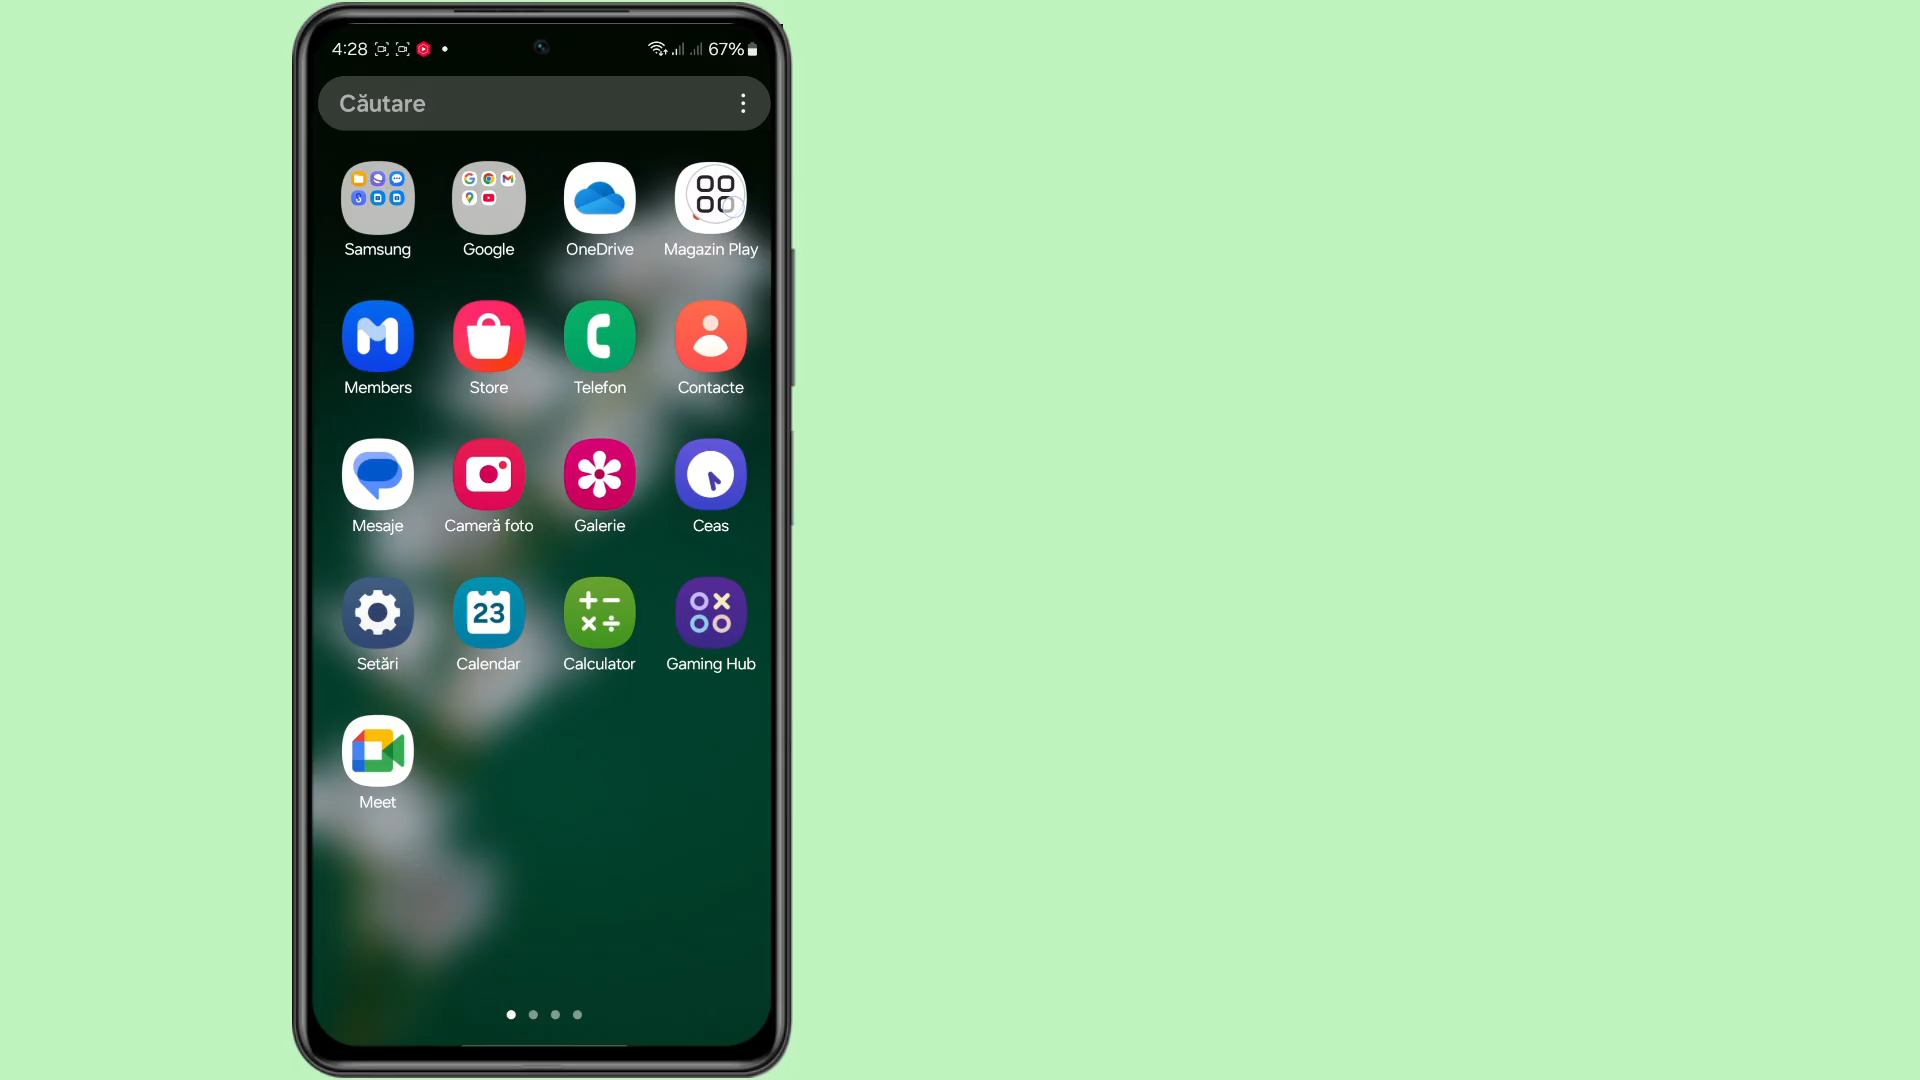 4:28
67%
Căutare
Samsung
Google
OneDrive
Magazin Play
Members
Store
Telefon
Contacte
Mesaje
Cameră foto
Galerie
Ceas
23
Setări
Calendar
Calculator
Gaming Hub
Meet